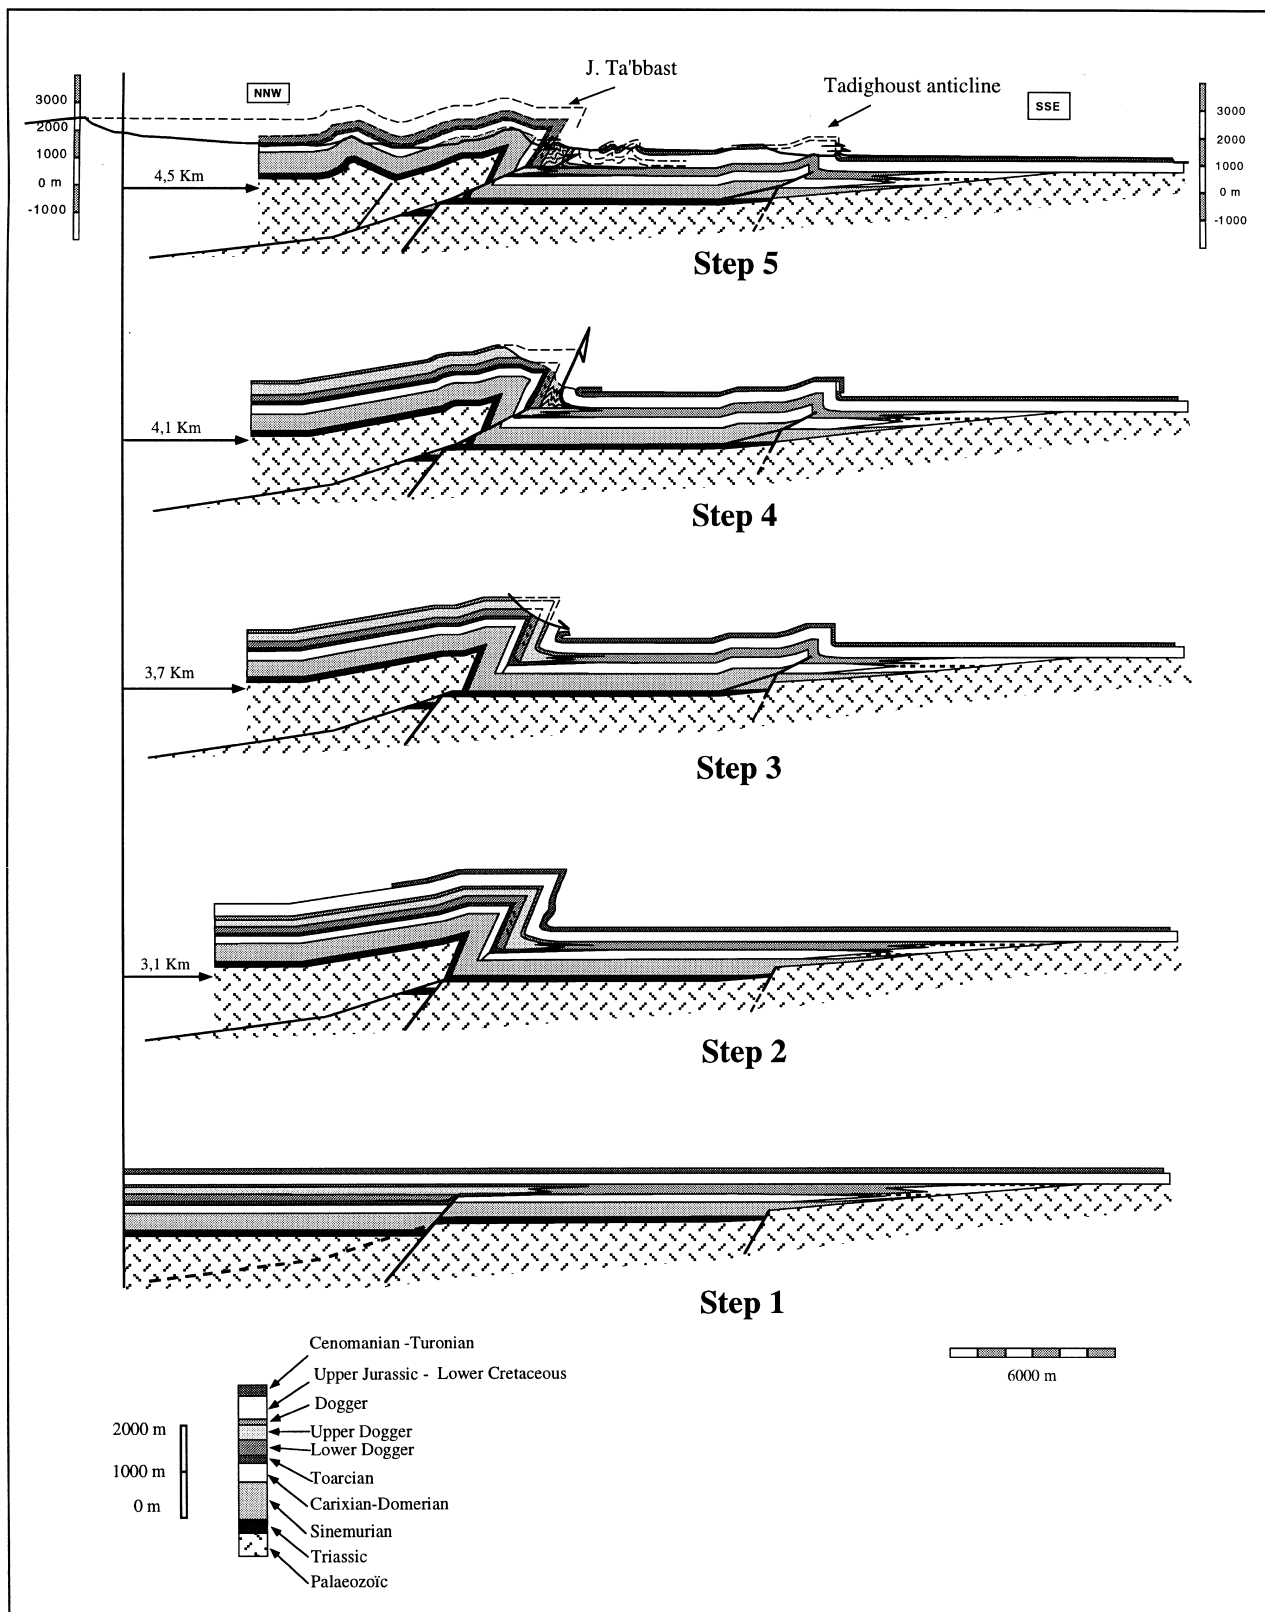 J. Ta'bbast
Tadighoust anticline
NNW
SSE
3000
2000
1000
0 m
-1000
3000
2000
1000
0 m
-1000
4,5 Km
Step 5
4,1 Km
Step 4
3,7 Km
Step 3
3,1 Km
Step 2
Step 1
Cenomanian -Turonian
Upper Jurassic - Lower Cretaceous
Dogger
Upper Dogger
Lower Dogger
Toarcian
Carixian-Domerian
Sinemurian
Triassic
Palaeozoïc
2000 m
1000 m
0 m
6000 m